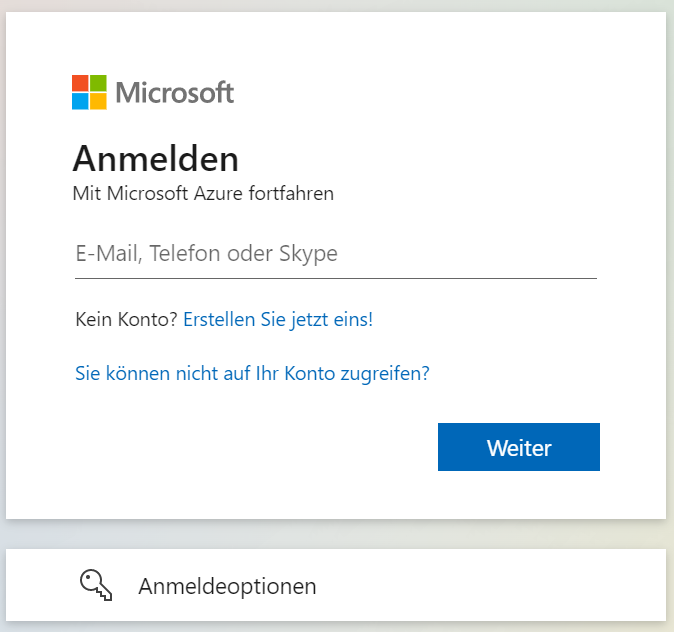 Microsoft
Anmelden
Mit Microsoft Azure fortfahren
E-Mail, Telefon oder Skype
Kein Konto? Erstellen Sie jetzt eins!
Sie können nicht auf Ihr Konto zugreifen?
Weiter
Anmeldeoptionen